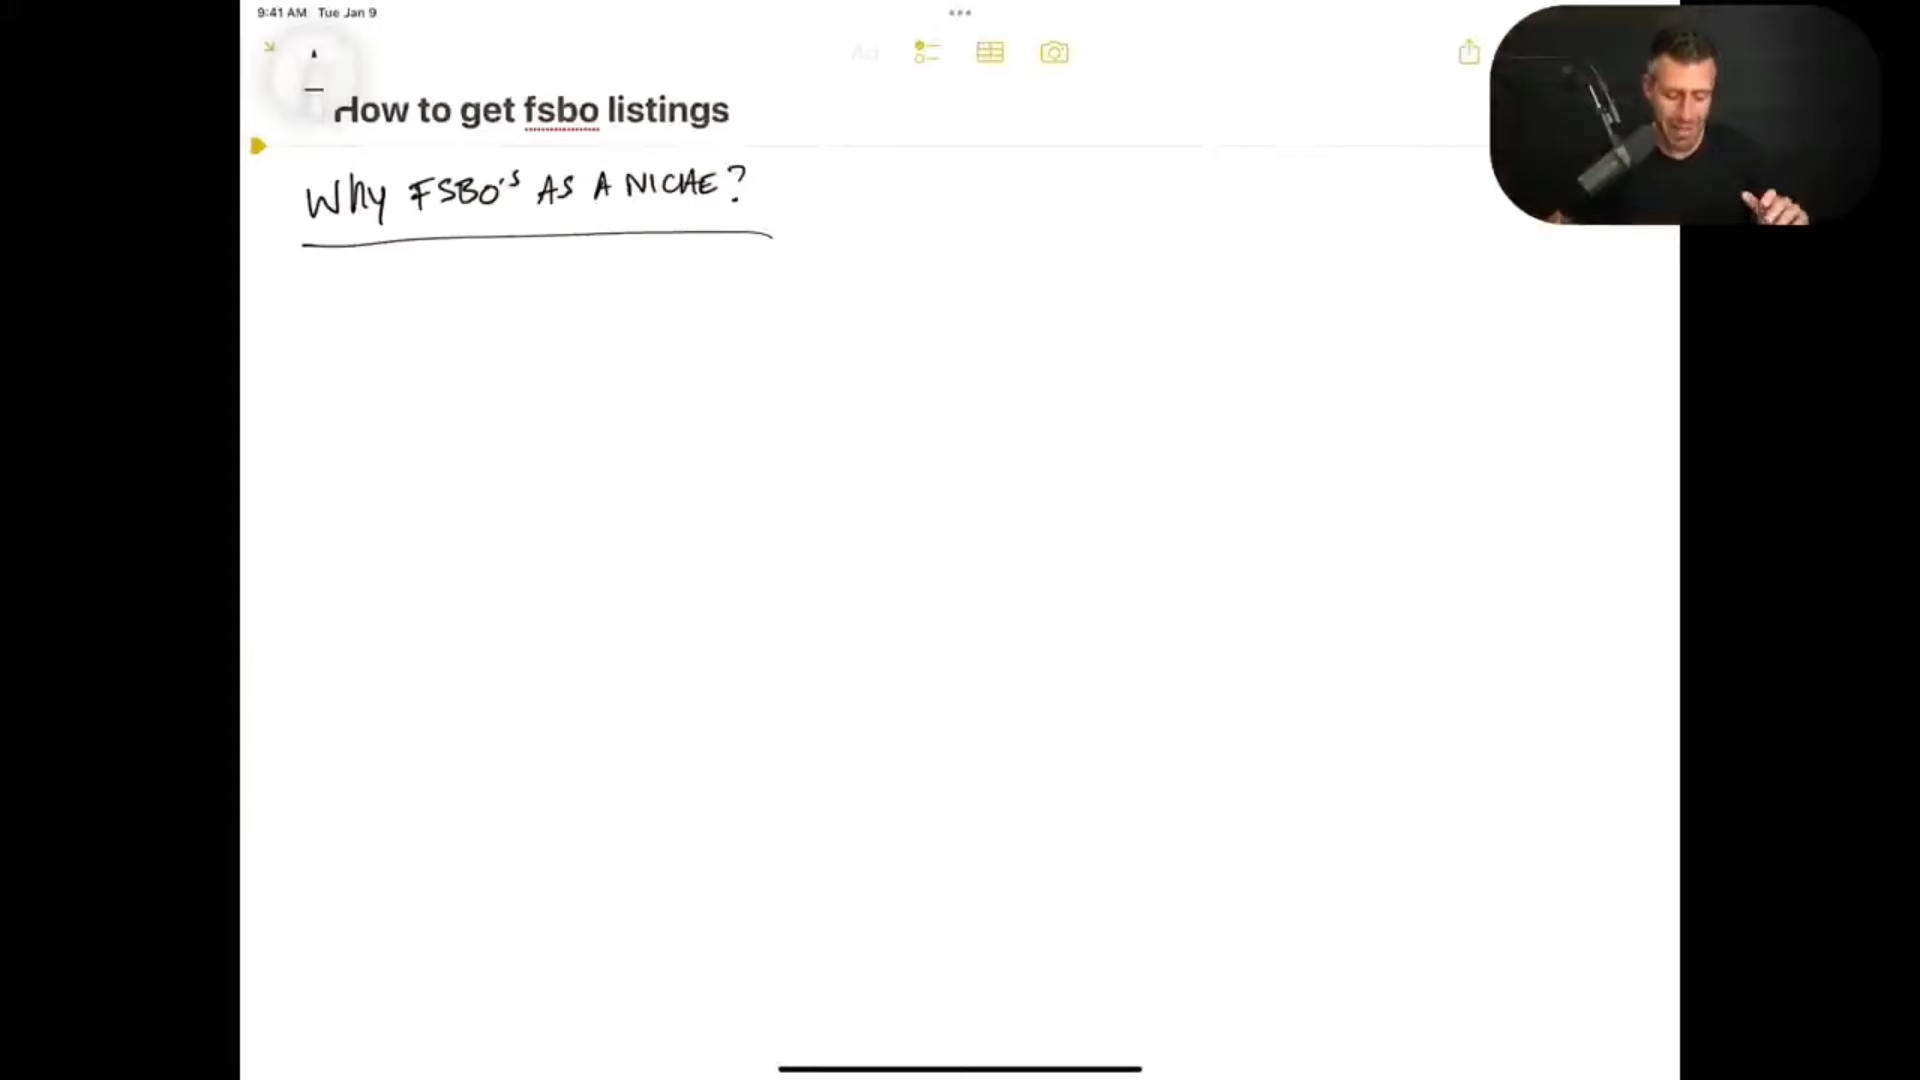 9:41 AM Tue Jan 9
How to get fsbo listings
Why FSBO's AS A NICHE?